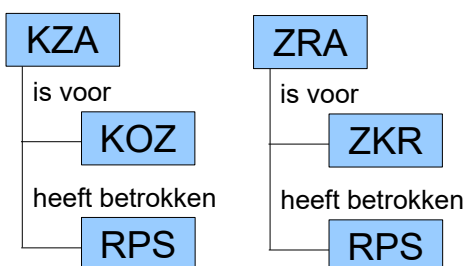 KZA
is voor
KOZ
heeft betrokken
RPS
ZRA
is voor
ZKR
heeft betrokken
RPS